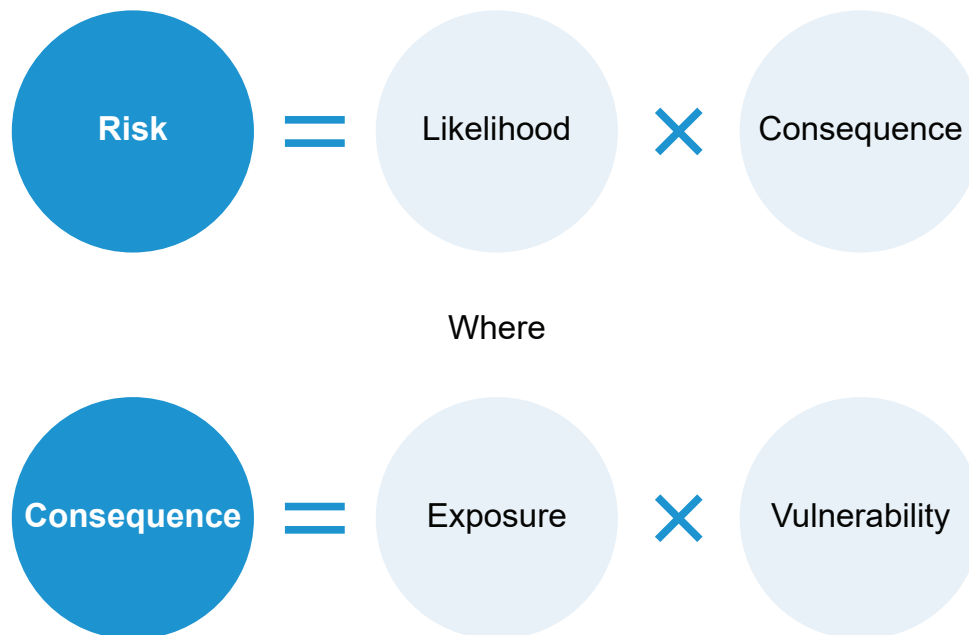 Risk = Likelihood × Consequence
Where
Consequence = Exposure × Vulnerability